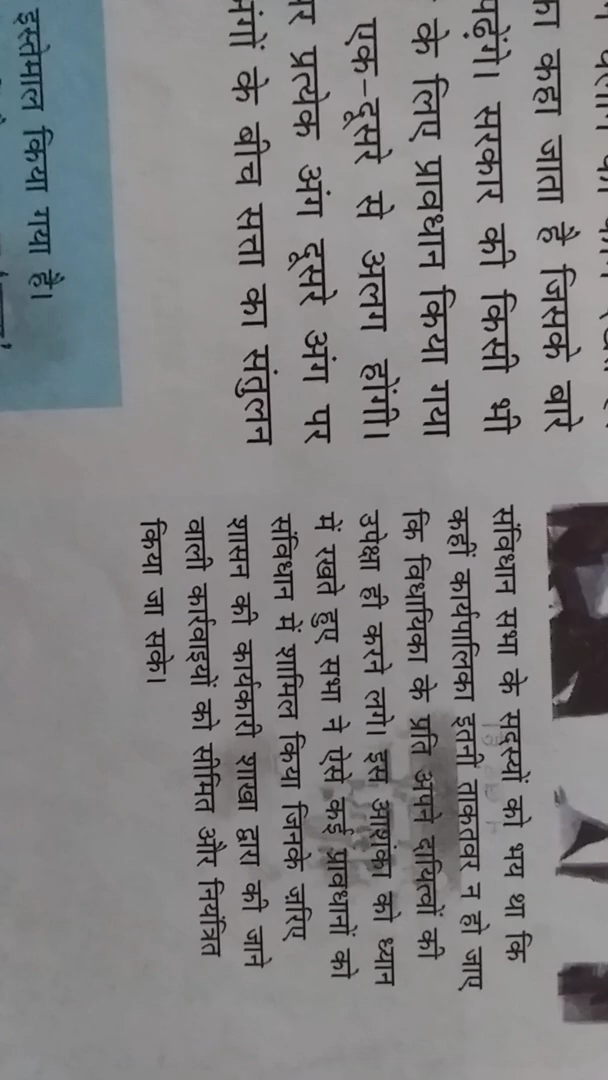 का कहा जाता है जिसके बारे
पढ़ेंगे। सरकार की किसी भी
के लिए प्रावधान किया गया
एक-दूसरे से अलग होंगी।
प्रत्येक अंग दूसरे अंग पर
के बीच सत्ता का संतुलन
इस्तेमाल किया गया है।
संविधान सभा के सदस्यों को भय था कि
कहीं कार्यपालिका इतनी ताकतवर न हो जाए
कि विधायिका के प्रति अपने दायित्वों की
उपेक्षा ही करने लगे। इस आशंका को ध्यान
में रखते हुए सभा ने ऐसे कई प्रावधानों को
संविधान में शामिल किया जिनके ज़रिए
शासन की कार्यकारी शाखा द्वारा की जाने
वाली कार्रवाइयों को सीमित और नियंत्रित
किया जा सके।